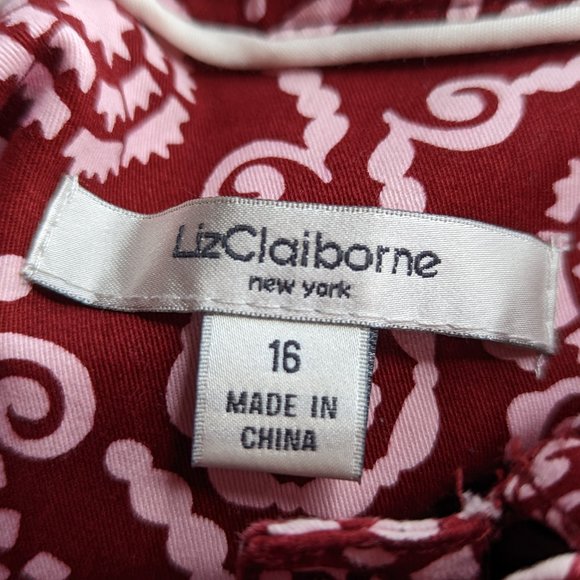 LizClaiborne
new york
16
MADE IN
CHINA